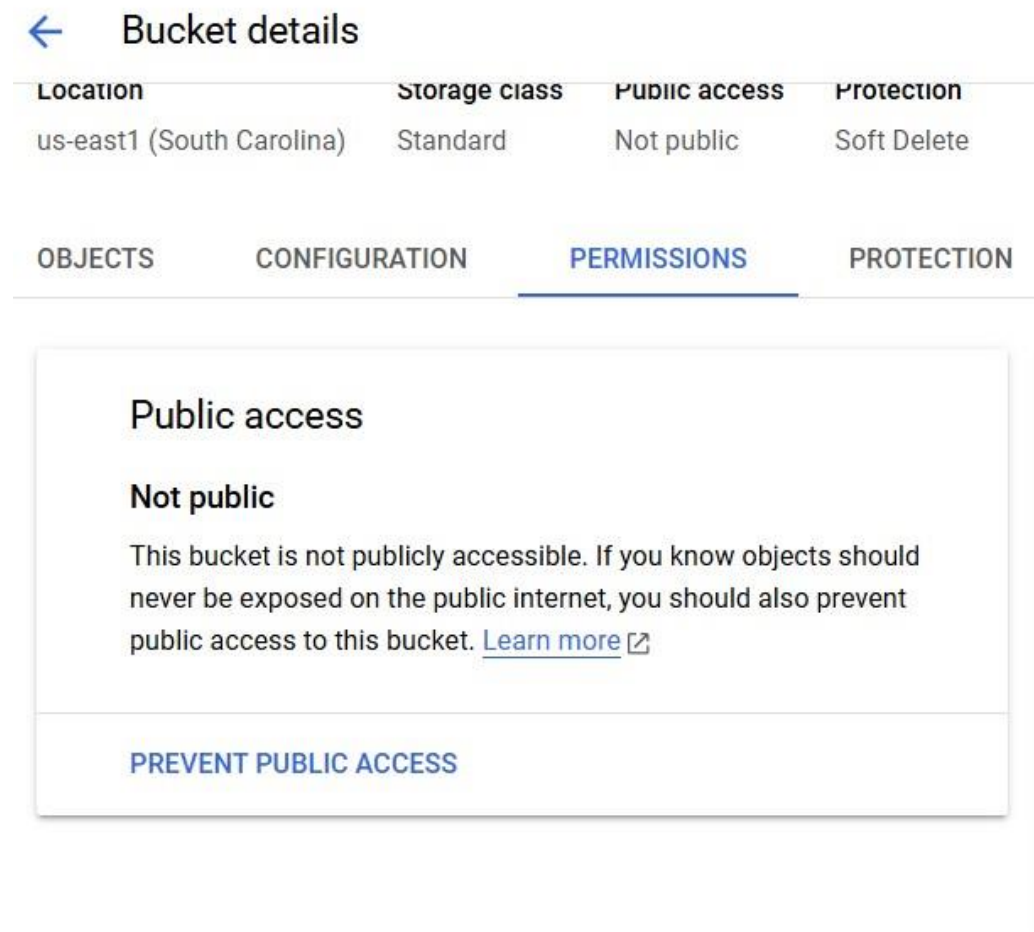 Bucket details
Location Storage class Public access Protection
us-east1 (South Carolina) Standard Not public Soft Delete
OBJECTS CONFIGURATION PERMISSIONS PROTECTION
Public access
Not public
This bucket is not publicly accessible. If you know objects should
never be exposed on the public internet, you should also prevent
public access to this bucket. Learn more
PREVENT PUBLIC ACCESS